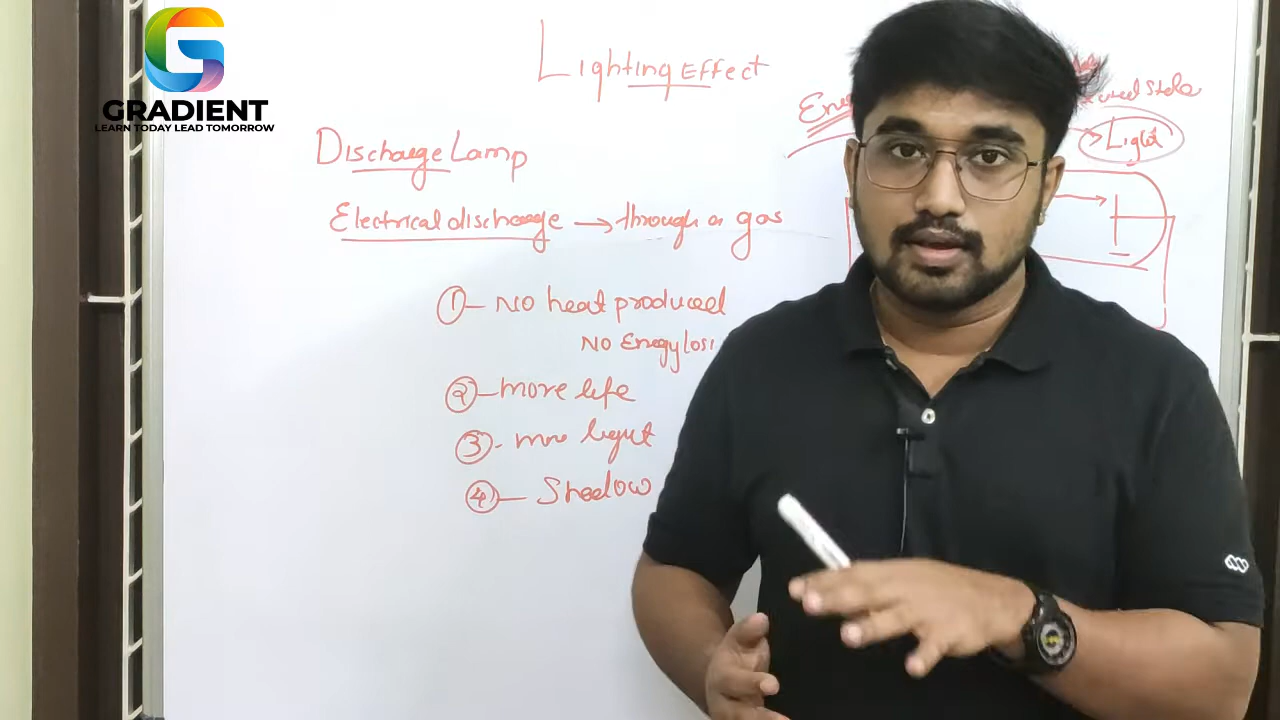 GRADIENT
LEARN TODAY LEAD TOMORROW
Lighting Effect
Discharge Lamp
Electrical discharge → through a gas
① - No heat produced
No Energy loss
② - more life
③ - more light
④ - Shadow
Light